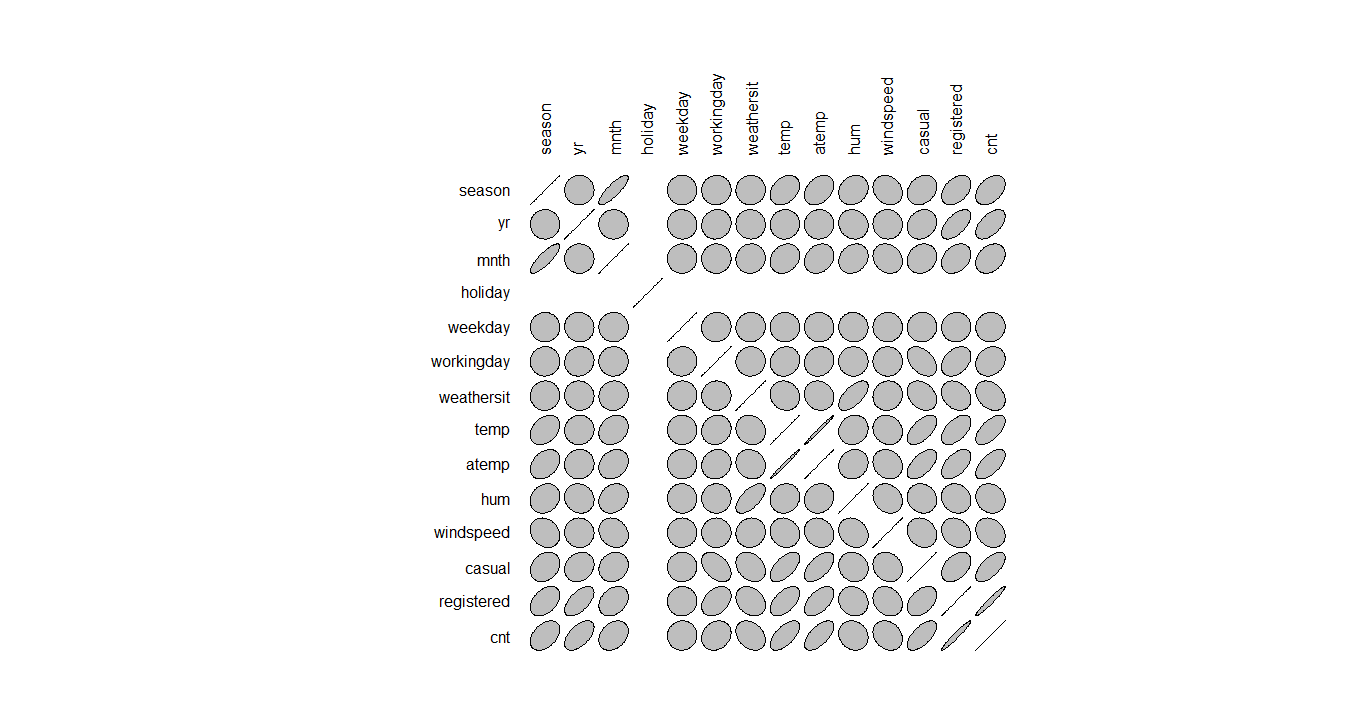 season
yr
mnth
holiday
weekday
workingday
weathersit
temp
atemp
hum
windspeed
casual
registered
cnt
season
yr
mnth
holiday
weekday
workingday
weathersit
temp
atemp
hum
windspeed
casual
registered
cnt